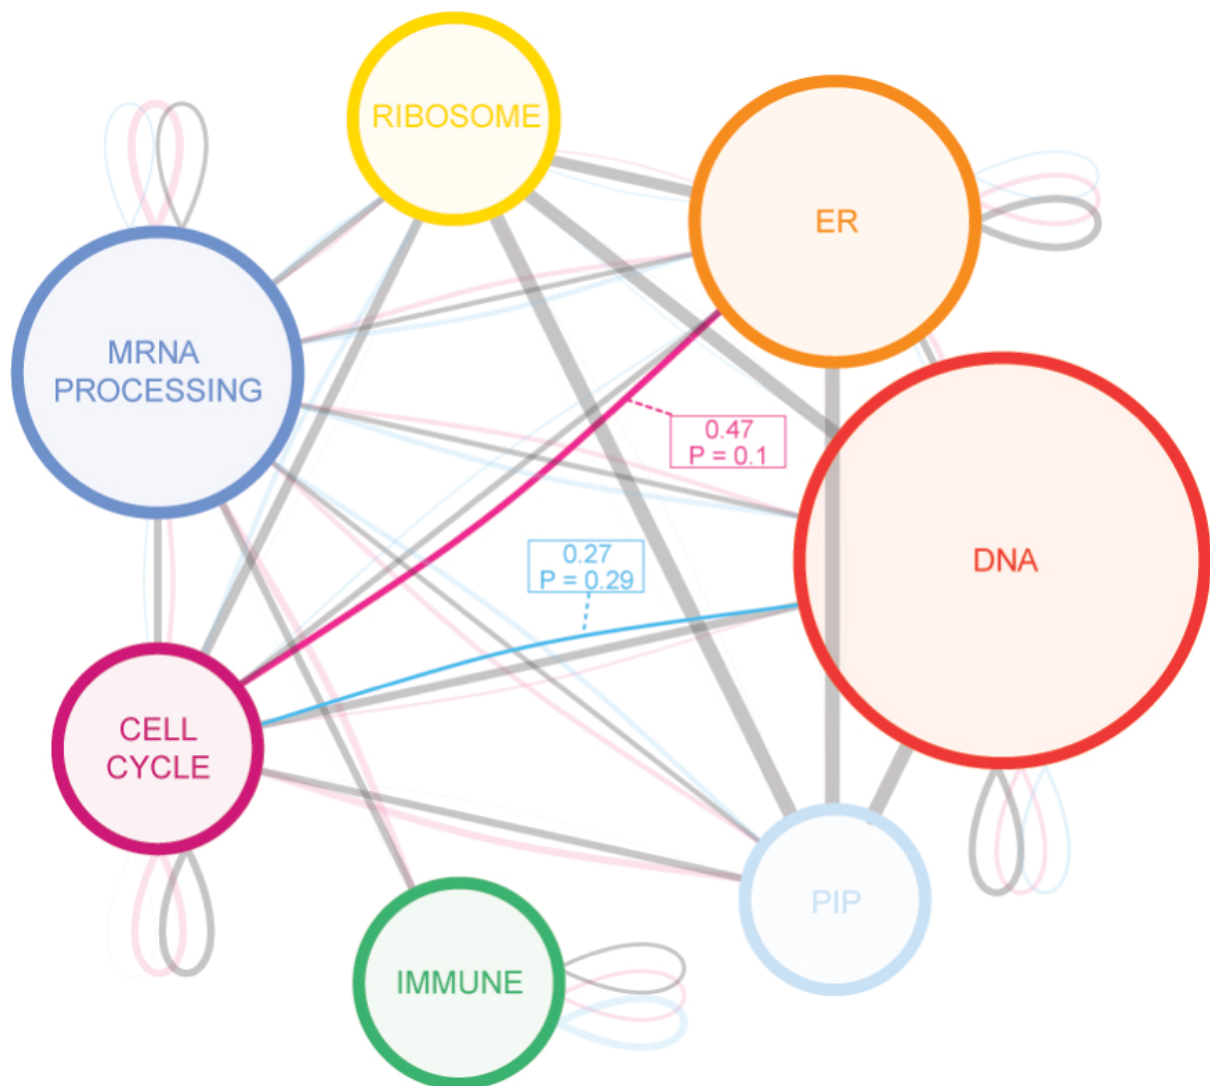 RIBOSOME
ER
MRNA
PROCESSING
0.47
P = 0.1
0.27
P = 0.29
DNA
CELL
CYCLE
PIP
IMMUNE